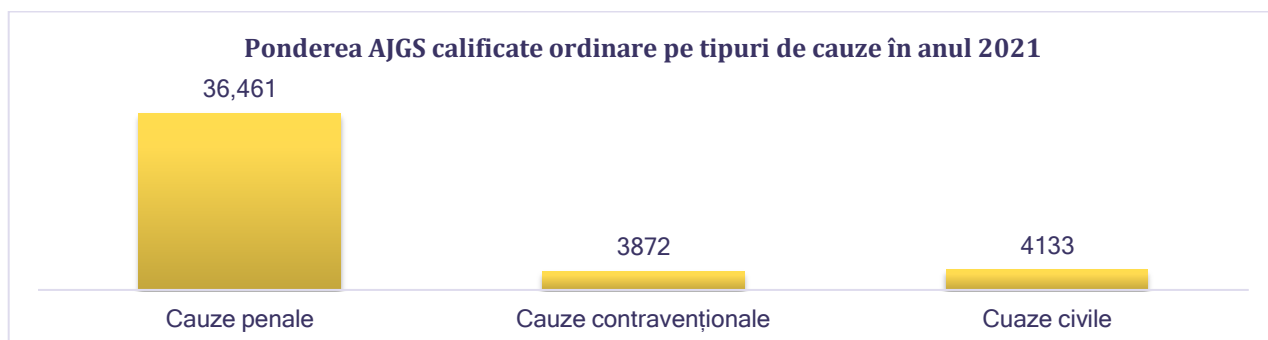 Ponderea AJGS calificate ordinare pe tipuri de cauze în anul 2021
36,461
3872
4133
Cauze penale
Cauze contravenționale
Cuaze civile